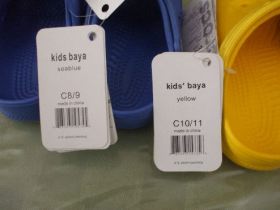 kids baya
seablue
C8/9
made in china
kids' baya
yellow
C10/11
made in china